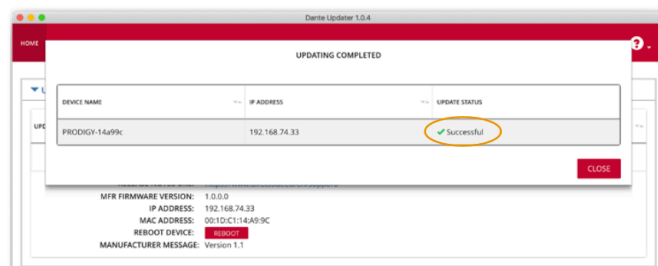 Dante Updater 1.0.4
HOME
?
UPDATING COMPLETED
DEVICE NAME IP ADDRESS UPDATE STATUS
PRODIGY-14a99c 192.168.74.33 Successful
CLOSE
MFR FIRMWARE VERSION: 1.0.0.0
IP ADDRESS: 192.168.74.33
MAC ADDRESS: 00:1D:C1:14:A9:9C
REBOOT DEVICE: REBOOT
MANUFACTURER MESSAGE: Version 1.1